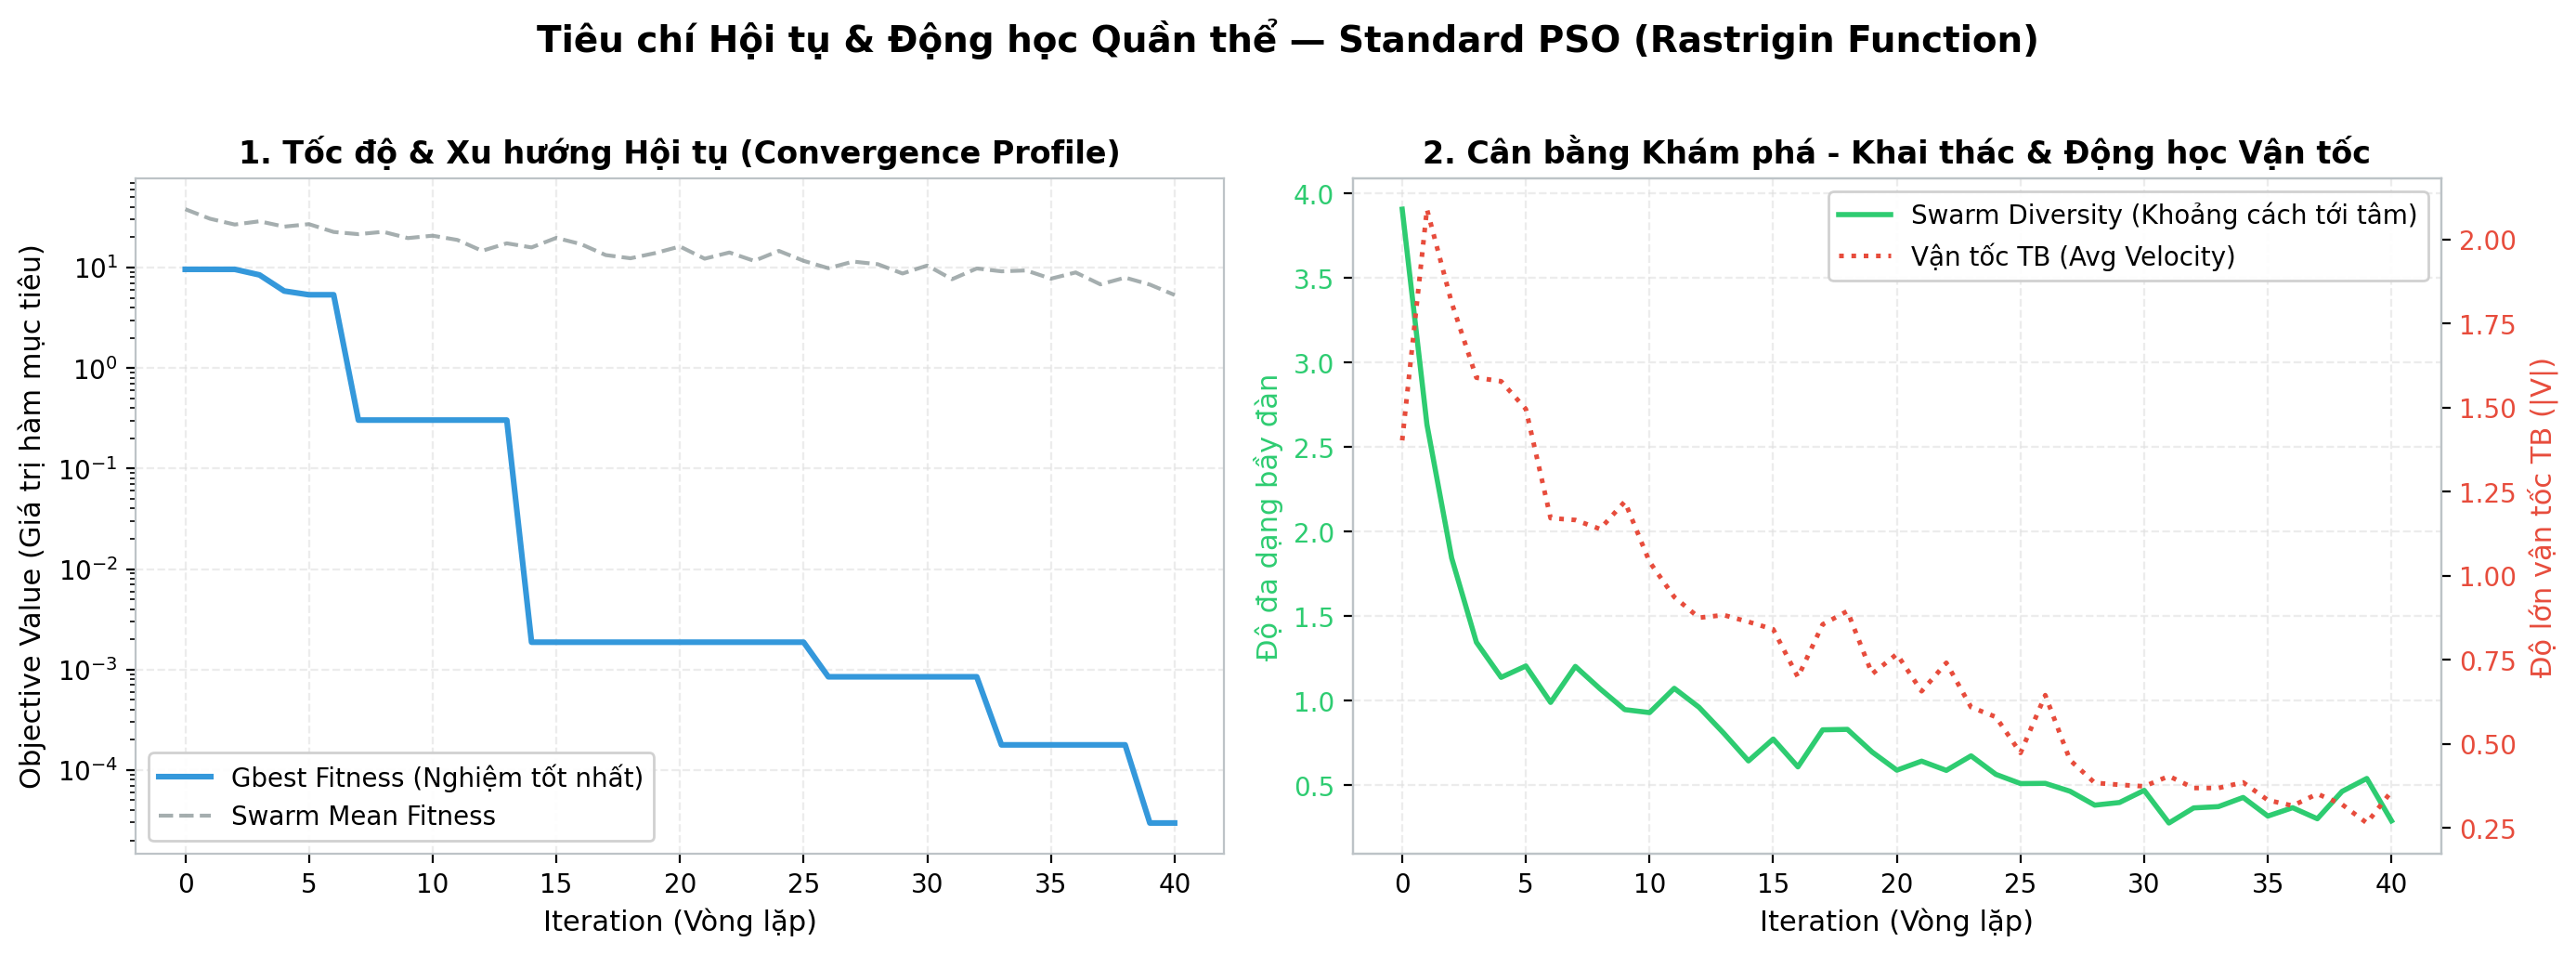 Tiêu chí Hội tụ & Động học Quần thể — Standard PSO (Rastrigin Function)
1. Tốc độ & Xu hướng Hội tụ (Convergence Profile)
Objective Value (Giá trị hàm mục tiêu)
10¹
10⁰
10⁻¹
10⁻²
10⁻³
10⁻⁴
Gbest Fitness (Nghiệm tốt nhất)
Swarm Mean Fitness
0 5 10 15 20 25 30 35 40
Iteration (Vòng lặp)
2. Cân bằng Khám phá - Khai thác & Động học Vận tốc
Độ đa dạng bầy đàn
4.0
3.5
3.0
2.5
2.0
1.5
1.0
0.5
Swarm Diversity (Khoảng cách tới tâm)
Vận tốc TB (Avg Velocity)
2.00
1.75
1.50
1.25
1.00
0.75
0.50
0.25
Độ lớn vận tốc TB (|V|)
0 5 10 15 20 25 30 35 40
Iteration (Vòng lặp)